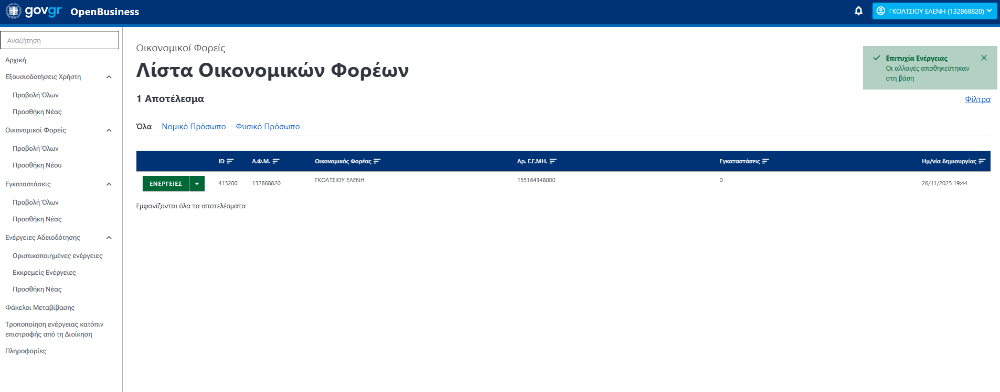 govgr OpenBusiness
ΓΚΟΛΤΣΙΟΥ ΕΛΕΝΗ (132868820)
Αναζήτηση
Αρχική
Εξουσιοδοτήσεις Χρήστη
Προβολή Όλων
Προσθήκη Νέας
Οικονομικοί Φορείς
Προβολή Όλων
Προσθήκη Νέου
Εγκαταστάσεις
Προβολή Όλων
Προσθήκη Νέας
Ενέργειες Αδειοδότησης
Οριστικοποιημένες ενέργειες
Εκκρεμείς Ενέργειες
Προσθήκη Νέας
Φάκελοι Μεταβίβασης
Τροποποίηση ενέργειας κατόπιν
επιστροφής από τη Διοίκηση
Πληροφορίες
Οικονομικοί Φορείς
Λίστα Οικονομικών Φορέων
Επιτυχία Ενέργειας
Οι αλλαγές αποθηκεύτηκαν
στη βάση
1 Αποτέλεσμα
Φίλτρα
Όλα Νομικό Πρόσωπο Φυσικό Πρόσωπο
ID Α.Φ.Μ. Οικονομικός Φορέας Αρ. Γ.Ε.ΜΗ. Εγκαταστάσεις Ημ/νία δημιουργίας
ΕΝΕΡΓΕΙΕΣ 413200 132868820 ΓΚΟΛΤΣΙΟΥ ΕΛΕΝΗ 155164348000 0 26/11/2025 19:44
Εμφανίζονται όλα τα αποτελέσματα